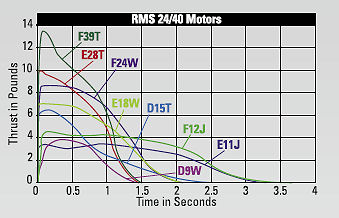 RMS 24/40 Motors
Thrust in Pounds
14
12
10
8
6
4
2
0
F39T
E28T
F24W
E18W
D15T
F12J
E11J
D9W
0 0.5 1 1.5 2 2.5 3 3.5 4
Time in Seconds